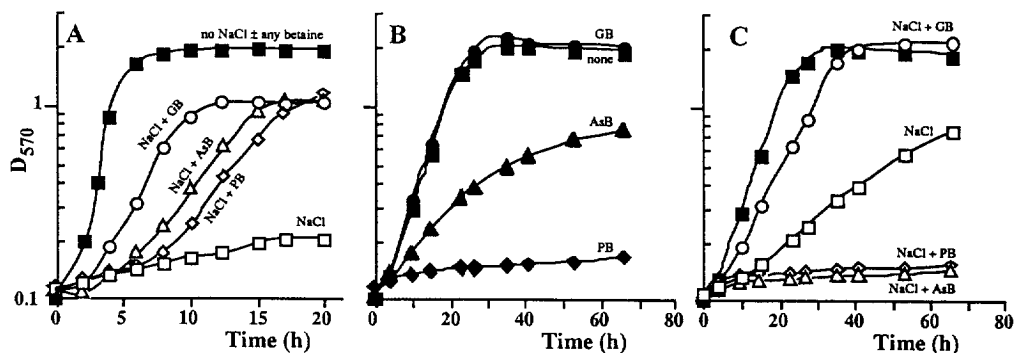 A
no NaCl ± any betaine
NaCl + GB
NaCl + AsB
NaCl + PB
NaCl
D570
1
0.1
0
5
10
15
20
Time (h)
B
GB
none
AsB
PB
0
20
40
60
80
Time (h)
C
NaCl + GB
NaCl
NaCl + PB
NaCl + AsB
0
20
40
60
80
Time (h)